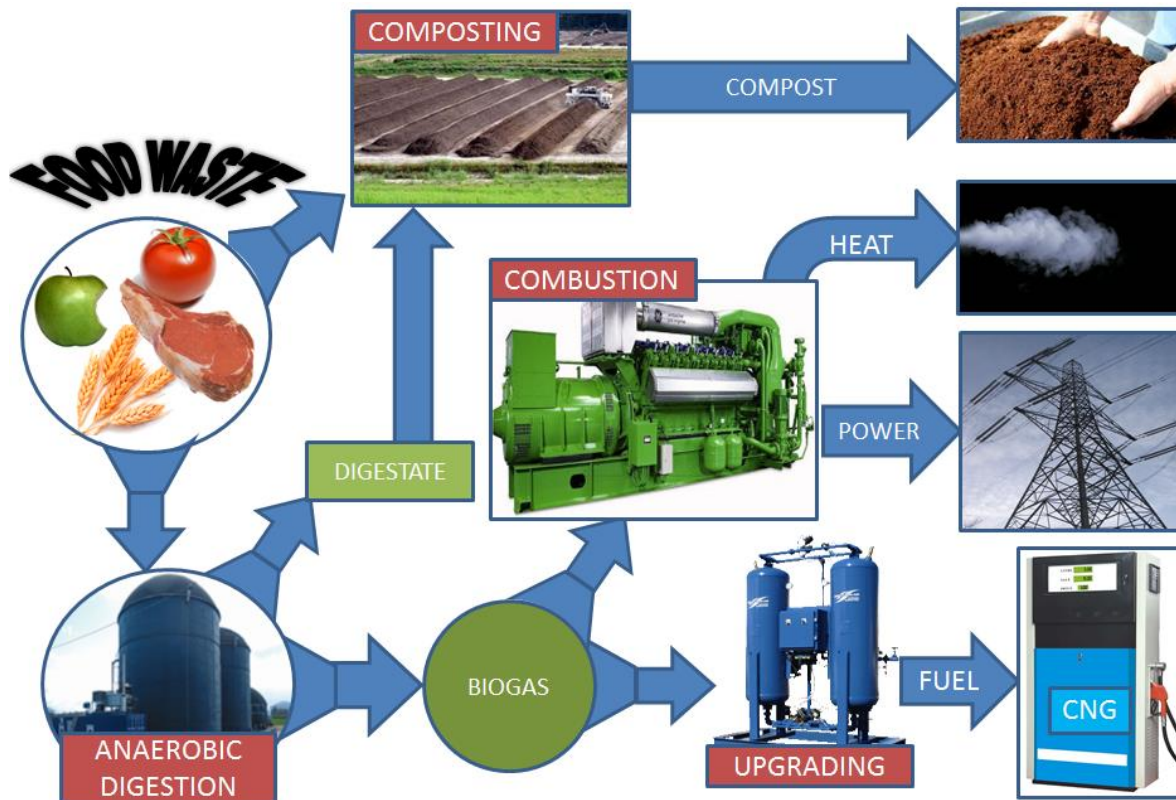 COMPOSTING
COMPOST
FOOD WASTE
HEAT
COMBUSTION
POWER
DIGESTATE
BIOGAS
FUEL
CNG
ANAEROBIC
DIGESTION
UPGRADING